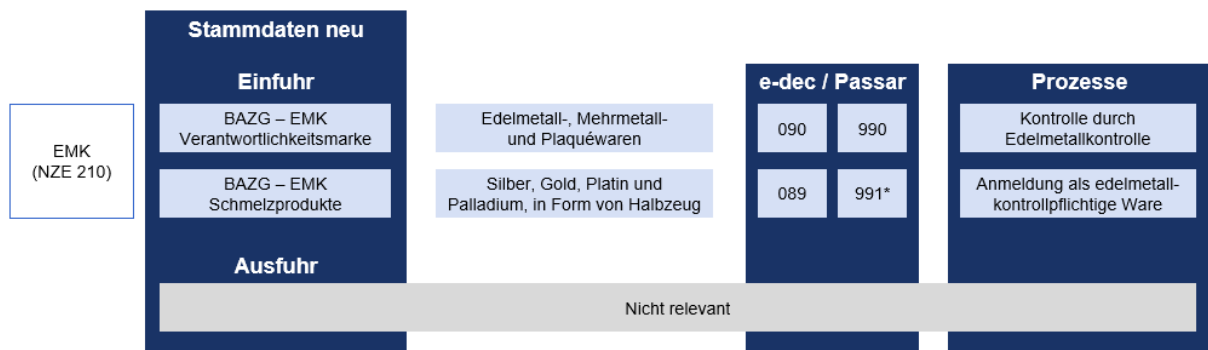 Stammdaten neu
Einfuhr
e-dec / Passar
Prozesse
EMK
(NZE 210)
BAZG – EMK
Verantwortlichkeitsmarke
Edelmetall-, Mehrmetall-
und Plaquéwaren
090
990
Kontrolle durch
Edelmetallkontrolle
BAZG – EMK
Schmelzprodukte
Silber, Gold, Platin und
Palladium, in Form von Halbzeug
089
991*
Anmeldung als edelmetall-
kontrollpflichtige Ware
Ausfuhr
Nicht relevant